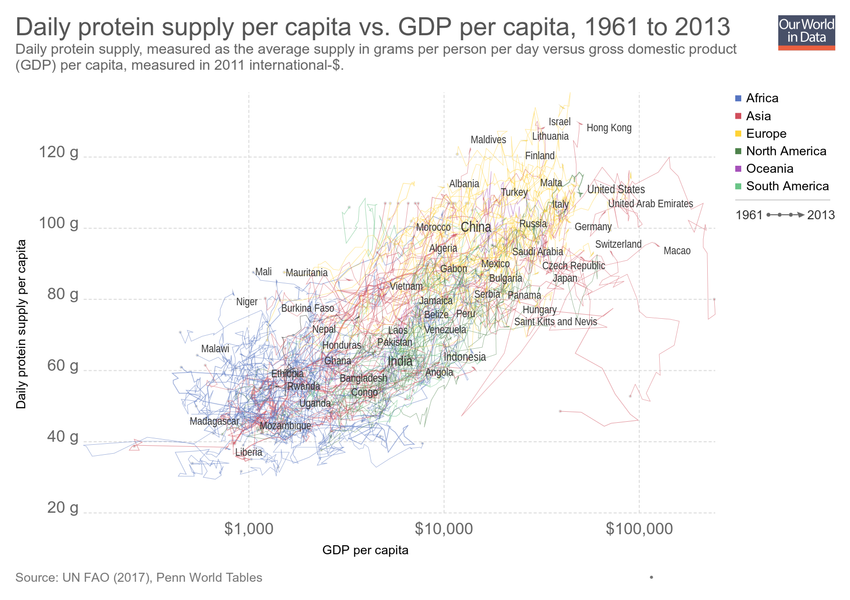 Daily protein supply per capita vs. GDP per capita, 1961 to 2013
Our World
in Data
Daily protein supply, measured as the average supply in grams per person per day versus gross domestic product
(GDP) per capita, measured in 2011 international-$.
Africa
Asia
Europe
North America
Oceania
South America
1961 2013
Daily protein supply per capita
120 g
100 g
80 g
60 g
40 g
20 g
Israel
Hong Kong
Lithuania
Maldives
Finland
Albania
Malta
Turkey
United States
Italy
United Arab Emirates
Morocco
China
Russia
Germany
Algeria
Saudi Arabia
Switzerland
Macao
Mali
Mauritania
Gabon
Mexico
Czech Republic
Bulgaria
Japan
Vietnam
Niger
Burkina Faso
Jamaica
Serbia
Panama
Belize
Peru
Hungary
Nepal
Laos
Venezuela
Saint Kitts and Nevis
Malawi
Honduras
Pakistan
Ghana
India
Indonesia
Ethiopia
Bangladesh
Angola
Rwanda
Congo
Uganda
Madagascar
Mozambique
Liberia
$1,000
$10,000
$100,000
GDP per capita
Source: UN FAO (2017), Penn World Tables